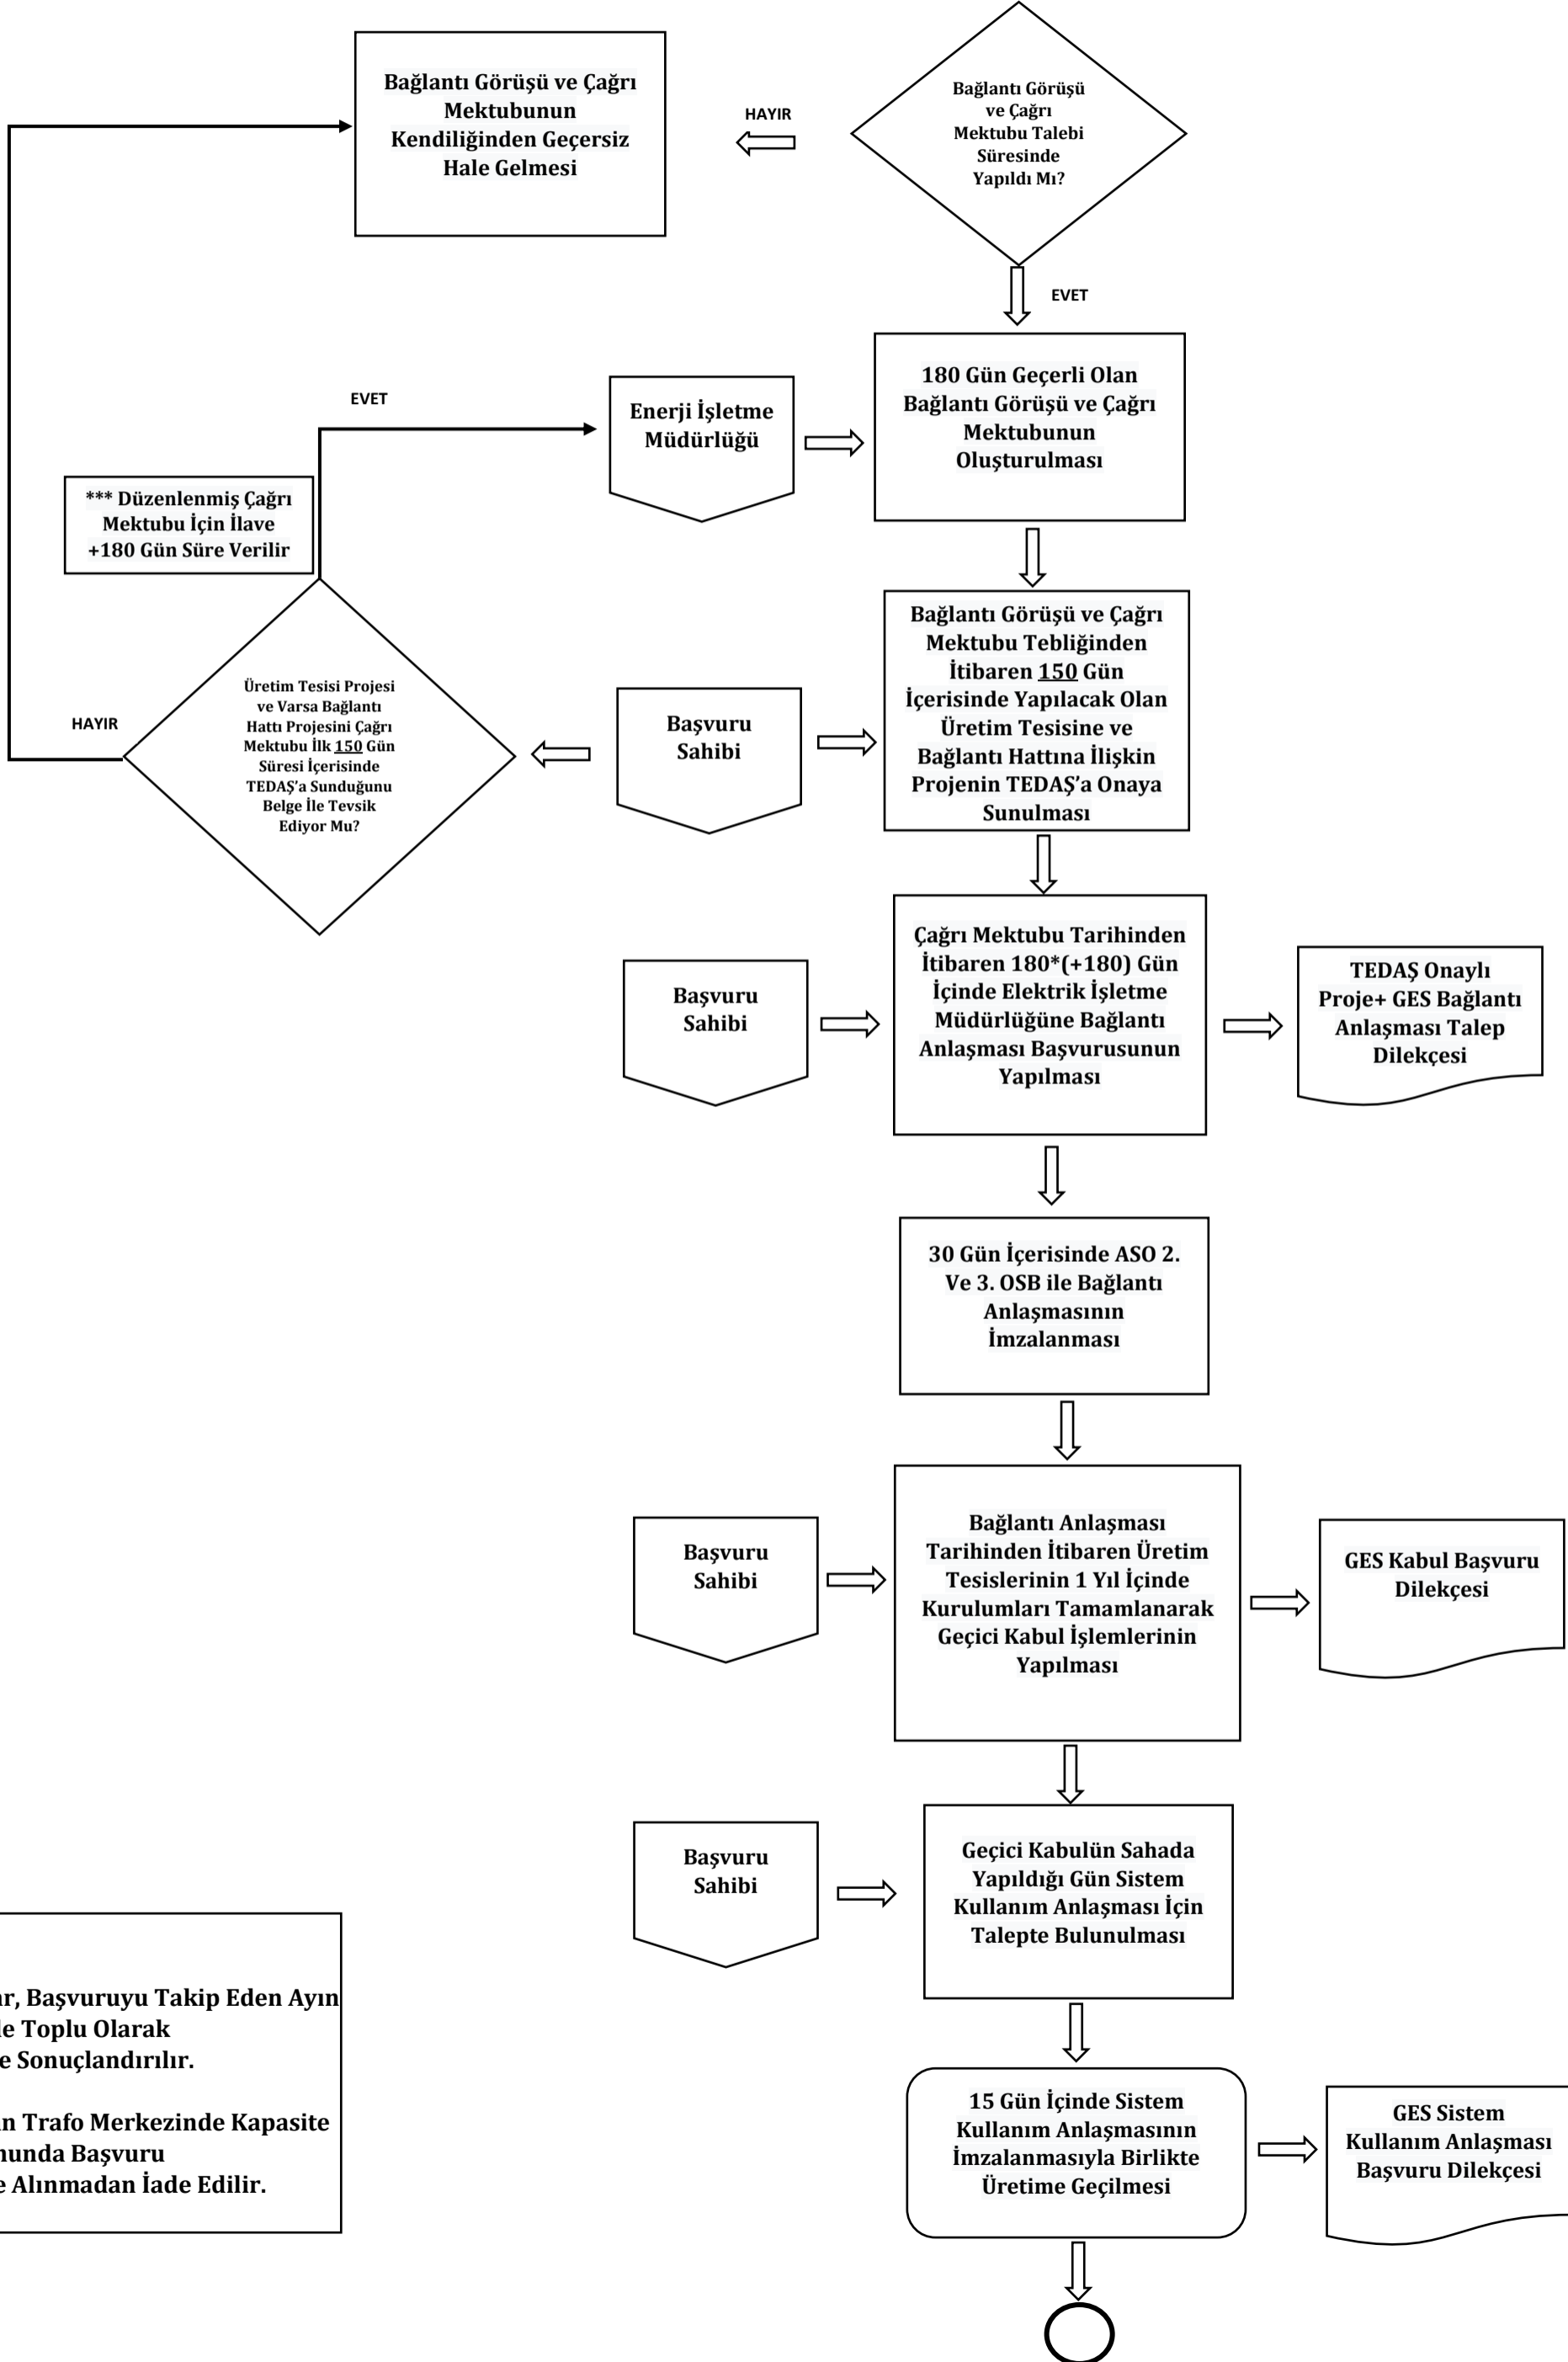 Bağlantı Görüşü ve Çağrı
Mektubunun
Kendiliğinden Geçersiz
Hale Gelmesi
HAYIR
Bağlantı Görüşü
ve Çağrı
Mektubu Talebi
Süresinde
Yapıldı Mı?
EVET
180 Gün Geçerli Olan
Bağlantı Görüşü ve Çağrı
Mektubunun
Oluşturulması
Enerji İşletme
Müdürlüğü
EVET
*** Düzenlenmiş Çağrı
Mektubu İçin İlave
+180 Gün Süre Verilir
Bağlantı Görüşü ve Çağrı
Mektubu Tebliğinden
İtibaren 150 Gün
İçerisinde Yapılacak Olan
Üretim Tesisine ve
Bağlantı Hattına İlişkin
Projenin TEDAŞ’a Onaya
Sunulması
Başvuru
Sahibi
Üretim Tesisi Projesi
ve Varsa Bağlantı
Hattı Projesini Çağrı
Mektubu İlk 150 Gün
Süresi İçerisinde
TEDAŞ’a Sunduğunu
Belge İle Tevsik
Ediyor Mu?
HAYIR
Başvuru
Sahibi
Çağrı Mektubu Tarihinden
İtibaren 180*(+180) Gün
İçinde Elektrik İşletme
Müdürlüğüne Bağlantı
Anlaşması Başvurusunun
Yapılması
TEDAŞ Onaylı
Proje+ GES Bağlantı
Anlaşması Talep
Dilekçesi
30 Gün İçerisinde ASO 2.
Ve 3. OSB ile Bağlantı
Anlaşmasının
İmzalanması
Başvuru
Sahibi
Bağlantı Anlaşması
Tarihinden İtibaren Üretim
Tesislerinin 1 Yıl İçinde
Kurulumları Tamamlanarak
Geçici Kabul İşlemlerinin
Yapılması
GES Kabul Başvuru
Dilekçesi
Başvuru
Sahibi
Geçici Kabulün Sahada
Yapıldığı Gün Sistem
Kullanım Anlaşması İçin
Talepte Bulunulması
, Başvuruyu Takip Eden Ayın
Toplu Olarak
Sonuçlandırılır.
Trafo Merkezinde Kapasite
Başvuru
Alınmadan İade Edilir.
15 Gün İçinde Sistem
Kullanım Anlaşmasının
İmzalanmasıyla Birlikte
Üretime Geçilmesi
GES Sistem
Kullanım Anlaşması
Başvuru Dilekçesi